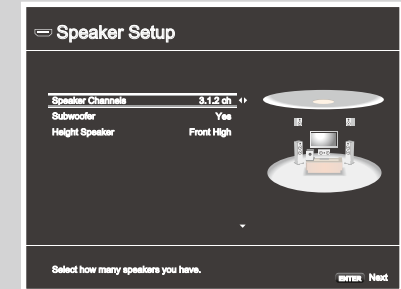 Speaker Setup
Speaker Channels 3.1.2 ch
Subwoofer Yes
Height Speaker Front High
Select how many speakers you have.
ENTER Next